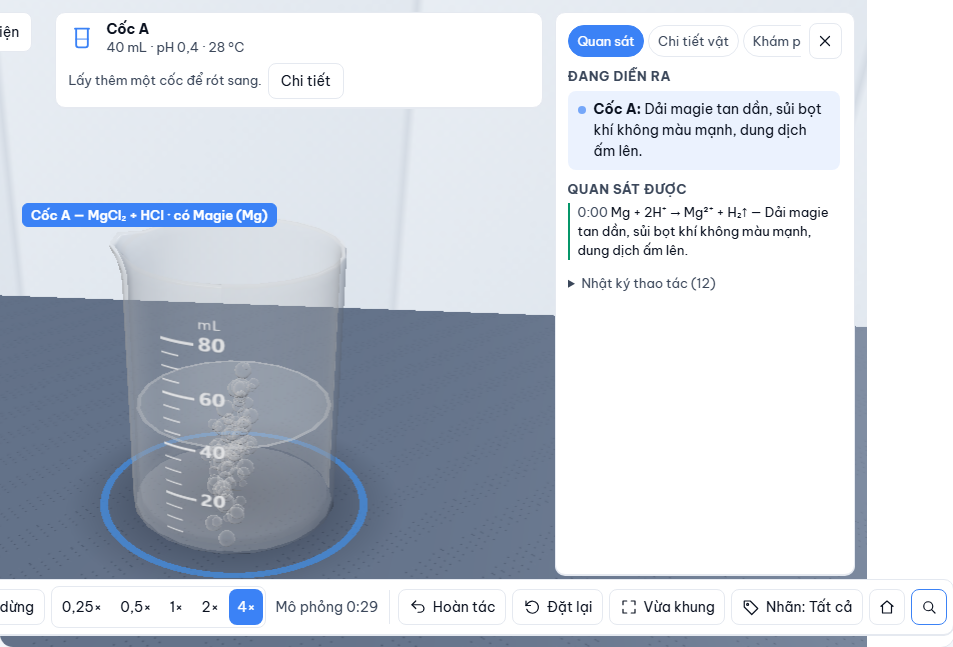 iện
Cốc A
40 mL · pH 0,4 · 28 °C
Lấy thêm một cốc để rót sang.
Chi tiết
Quan sát
Chi tiết vật
Khám p
ĐANG DIỄN RA
Cốc A: Dải magie tan dần, sủi bọt
khí không màu mạnh, dung dịch
ấm lên.
QUAN SÁT ĐƯỢC
0:00 Mg + 2H⁺ → Mg²⁺ + H₂↑ — Dải magie
tan dần, sủi bọt khí không màu mạnh,
dung dịch ấm lên.
Nhật ký thao tác (12)
Cốc A — MgCl₂ + HCl · có Magie (Mg)
mL
80
60
40
20
dừng
0,25×
0,5×
1×
2×
4×
Mô phỏng 0:29
Hoàn tác
Đặt lại
Vừa khung
Nhãn: Tất cả